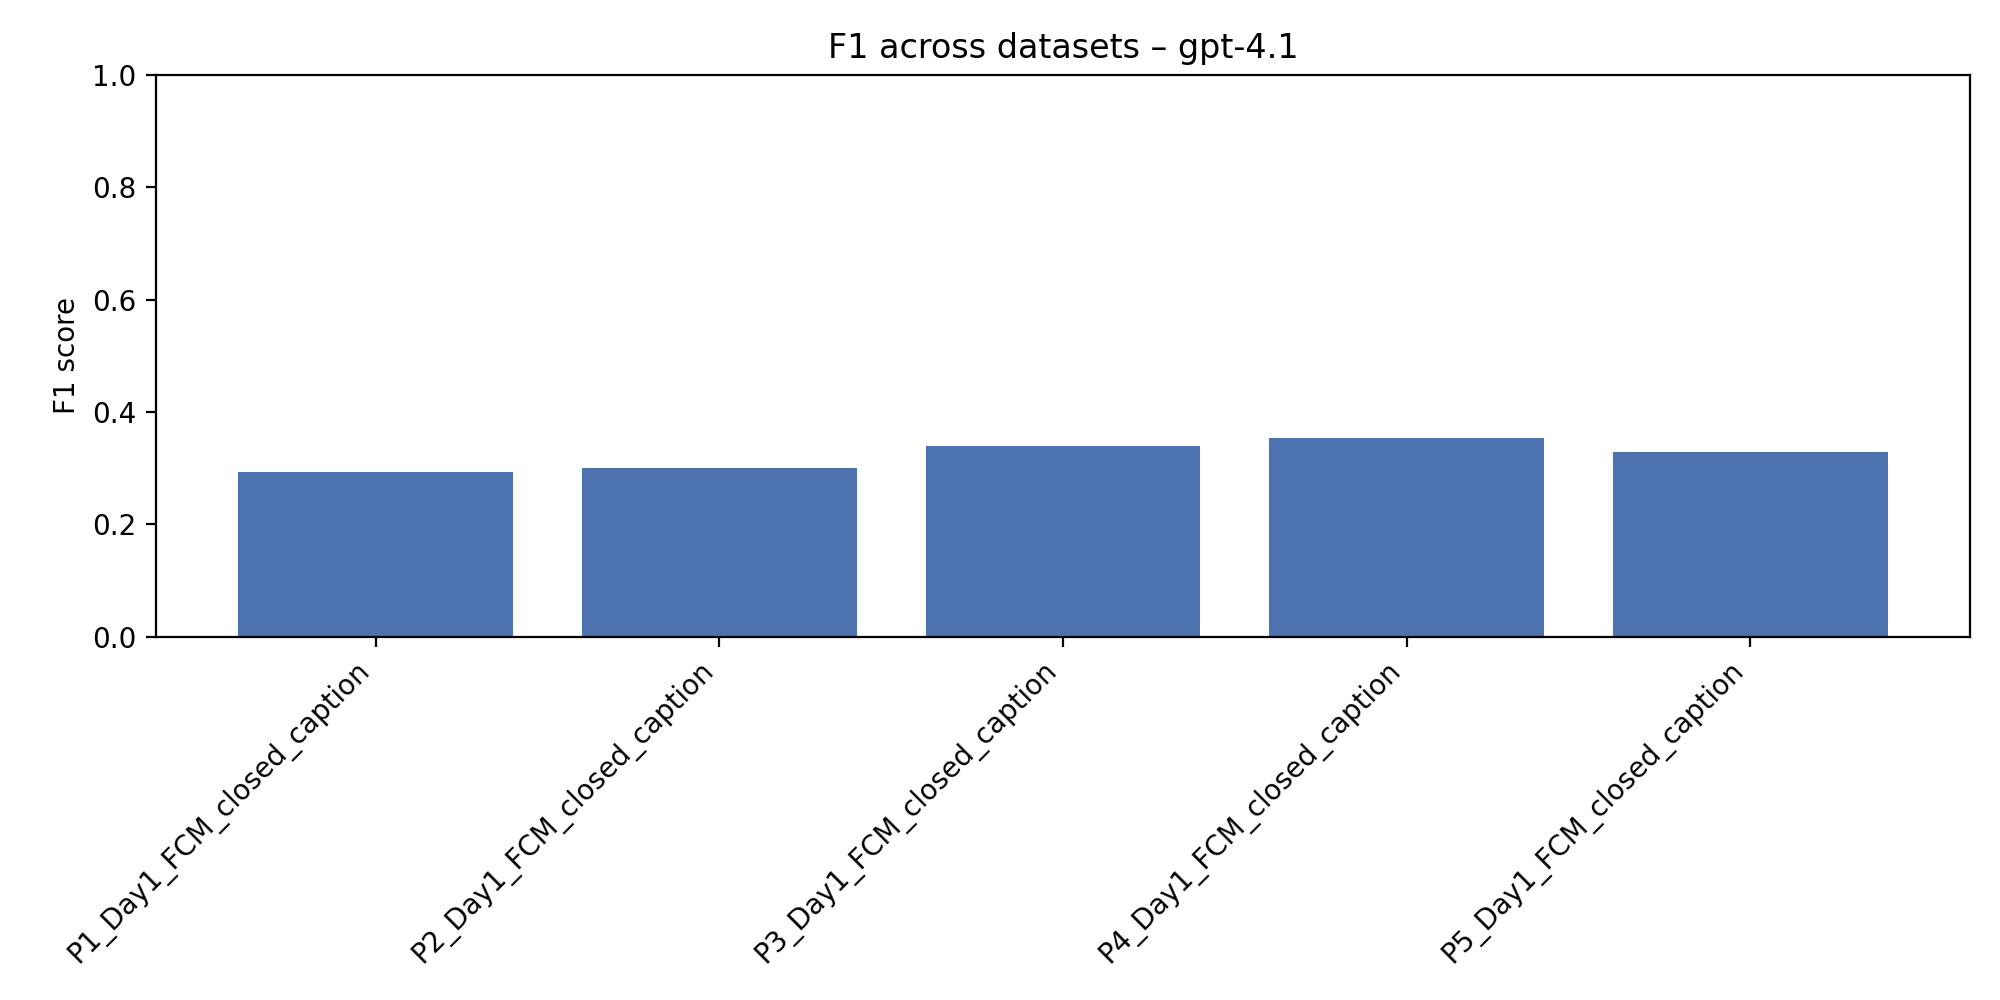 F1 across datasets – gpt-4.1
1.0
0.8
0.6
0.4
0.2
0.0
F1 score
P1_Day1_FCM_closed_caption
P2_Day1_FCM_closed_caption
P3_Day1_FCM_closed_caption
P4_Day1_FCM_closed_caption
P5_Day1_FCM_closed_caption